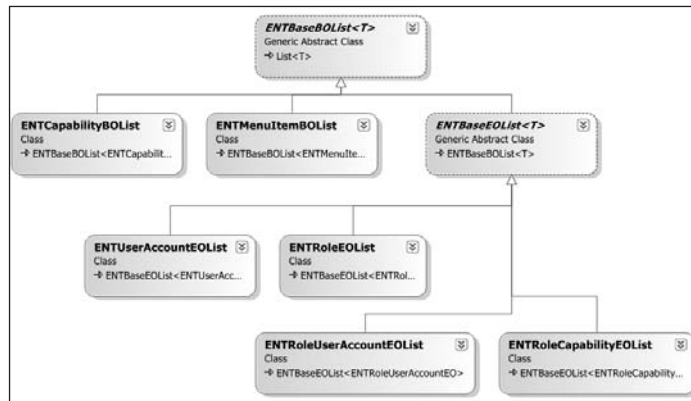 ENTBaseBOList<T>
Generic Abstract Class
List<T>
ENTCapabilityBOList
Class
ENTBaseBOList<ENTCapabilit...
ENTMenuItemBOList
Class
ENTBaseBOList<ENTMenuIte...
ENTBaseEOList<T>
Generic Abstract Class
ENTBaseBOList<T>
ENTUserAccountEOList
Class
ENTBaseEOList<ENTUserAcc...
ENTRoleEOList
Class
ENTBaseEOList<ENTRol...
ENTRoleUserAccountEOList
Class
ENTBaseEOList<ENTRoleUserAccountEO>
ENTRoleCapabilityEOList
Class
ENTBaseEOList<ENTRoleCapability...